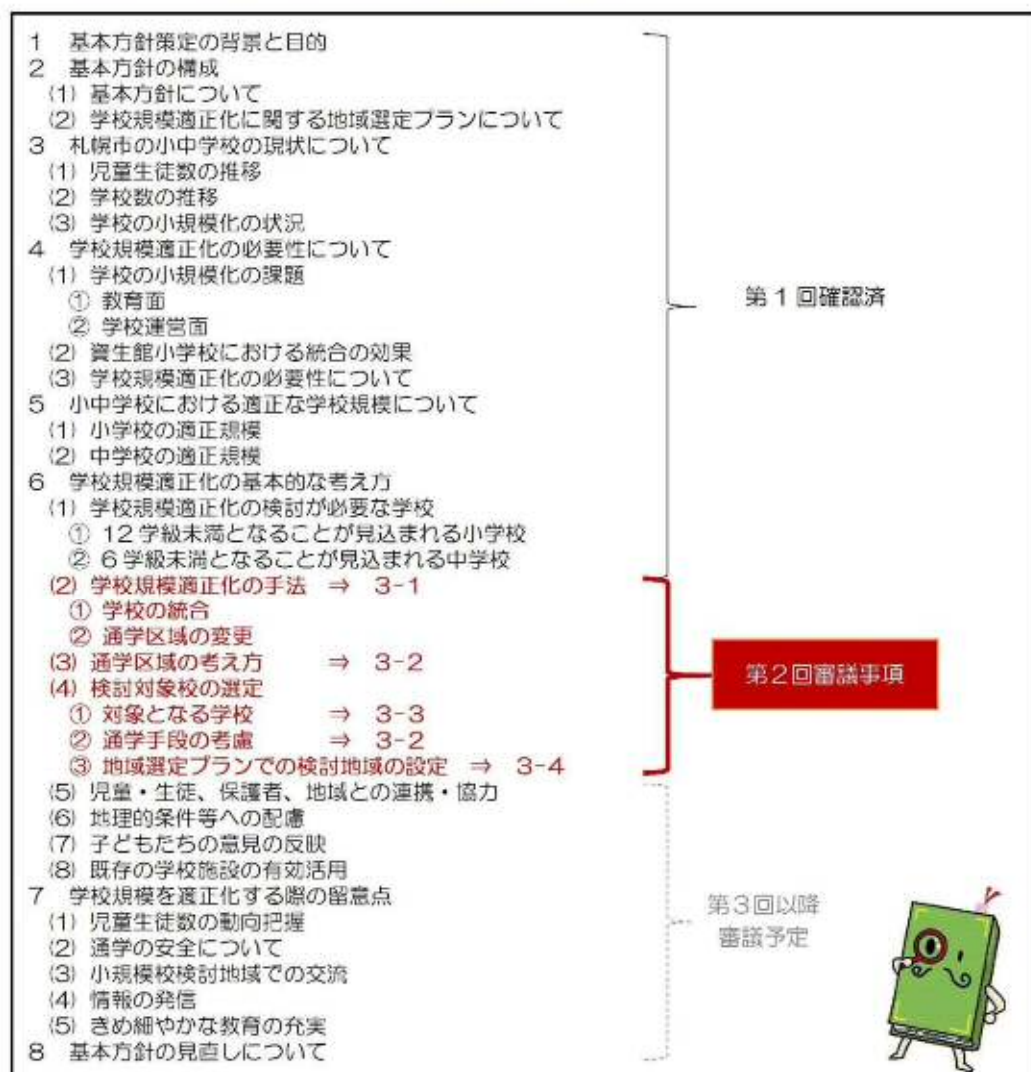 1 基本方針策定の背景と目的
2 基本方針の構成
(1) 基本方針について
(2) 学校規模適正化に関する地域選定プランについて
3 札幌市の小中学校の現状について
(1) 児童生徒数の推移
(2) 学校数の推移
(3) 学校の小規模化の状況
4 学校規模適正化の必要性について
(1) 学校の小規模化の課題
① 教育面
② 学校運営面
(2) 資生館小学校における統合の効果
(3) 学校規模適正化の必要性について
5 小中学校における適正な学校規模について
(1) 小学校の適正規模
(2) 中学校の適正規模
6 学校規模適正化の基本的な考え方
(1) 学校規模適正化の検討が必要な学校
① 12学級未満となることが見込まれる小学校
② 6学級未満となることが見込まれる中学校
第1回確認済
(2) 学校規模適正化の手法 ⇒ 3-1
① 学校の統合
② 通学区域の変更
(3) 通学区域の考え方 ⇒ 3-2
(4) 検討対象校の選定
① 対象となる学校 ⇒ 3-3
② 通学手段の考慮 ⇒ 3-2
③ 地域選定プランでの検討地域の設定 ⇒ 3-4
第2回審議事項
(5) 児童・生徒、保護者、地域との連携・協力
(6) 地理的条件等への配慮
(7) 子どもたちの意見の反映
(8) 既存の学校施設の有効活用
7 学校規模を適正化する際の留意点
(1) 児童生徒数の動向把握
(2) 通学の安全について
(3) 小規模校検討地域での交流
(4) 情報の発信
(5) きめ細やかな教育の充実
8 基本方針の見直しについて
第3回以降
審議予定